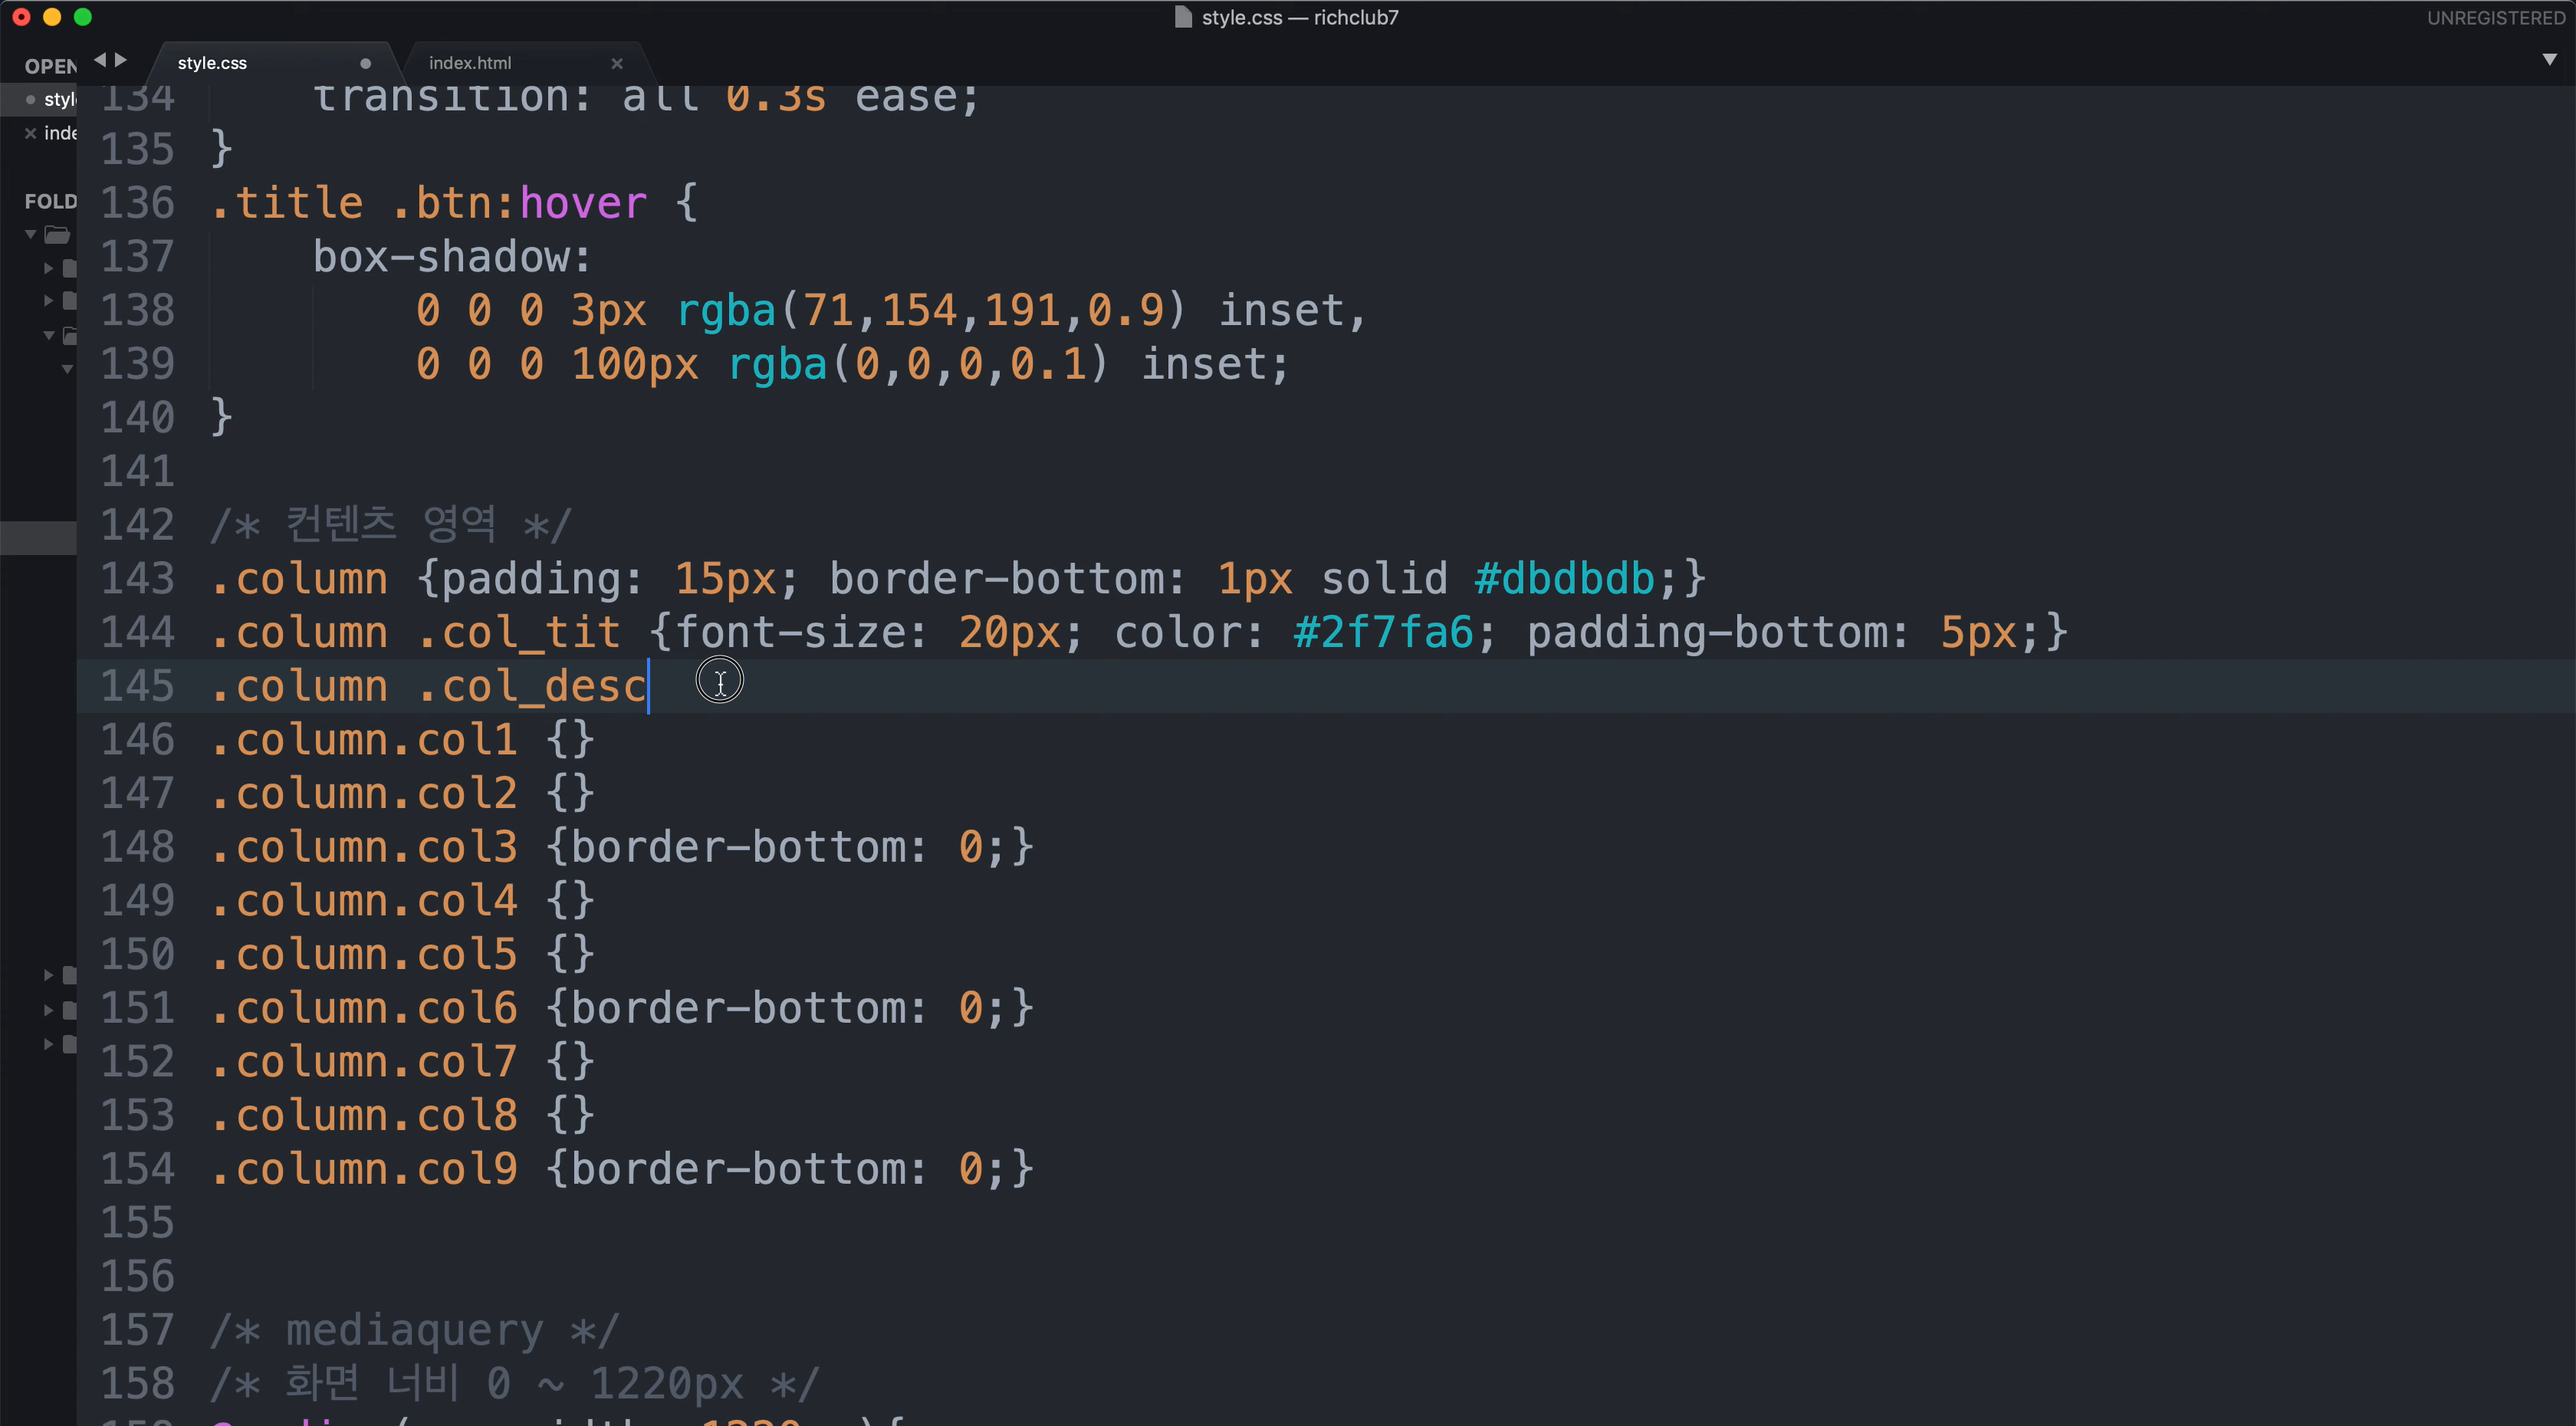 style.css — richclub7
UNREGISTERED
OPEN
style.css
index.html
134 transition: all 0.3s ease;
135 }
136 .title .btn:hover {
137 box-shadow:
138 0 0 0 3px rgba(71,154,191,0.9) inset,
139 0 0 0 100px rgba(0,0,0,0.1) inset;
140 }
141
142 /* 컨텐츠 영역 */
143 .column {padding: 15px; border-bottom: 1px solid #dbdbdb;}
144 .column .col_tit {font-size: 20px; color: #2f7fa6; padding-bottom: 5px;}
145 .column .col_desc
146 .column.col1 {}
147 .column.col2 {}
148 .column.col3 {border-bottom: 0;}
149 .column.col4 {}
150 .column.col5 {}
151 .column.col6 {border-bottom: 0;}
152 .column.col7 {}
153 .column.col8 {}
154 .column.col9 {border-bottom: 0;}
155
156
157 /* mediaquery */
158 /* 화면 너비 0 ~ 1220px */
styl
inde
FOLD